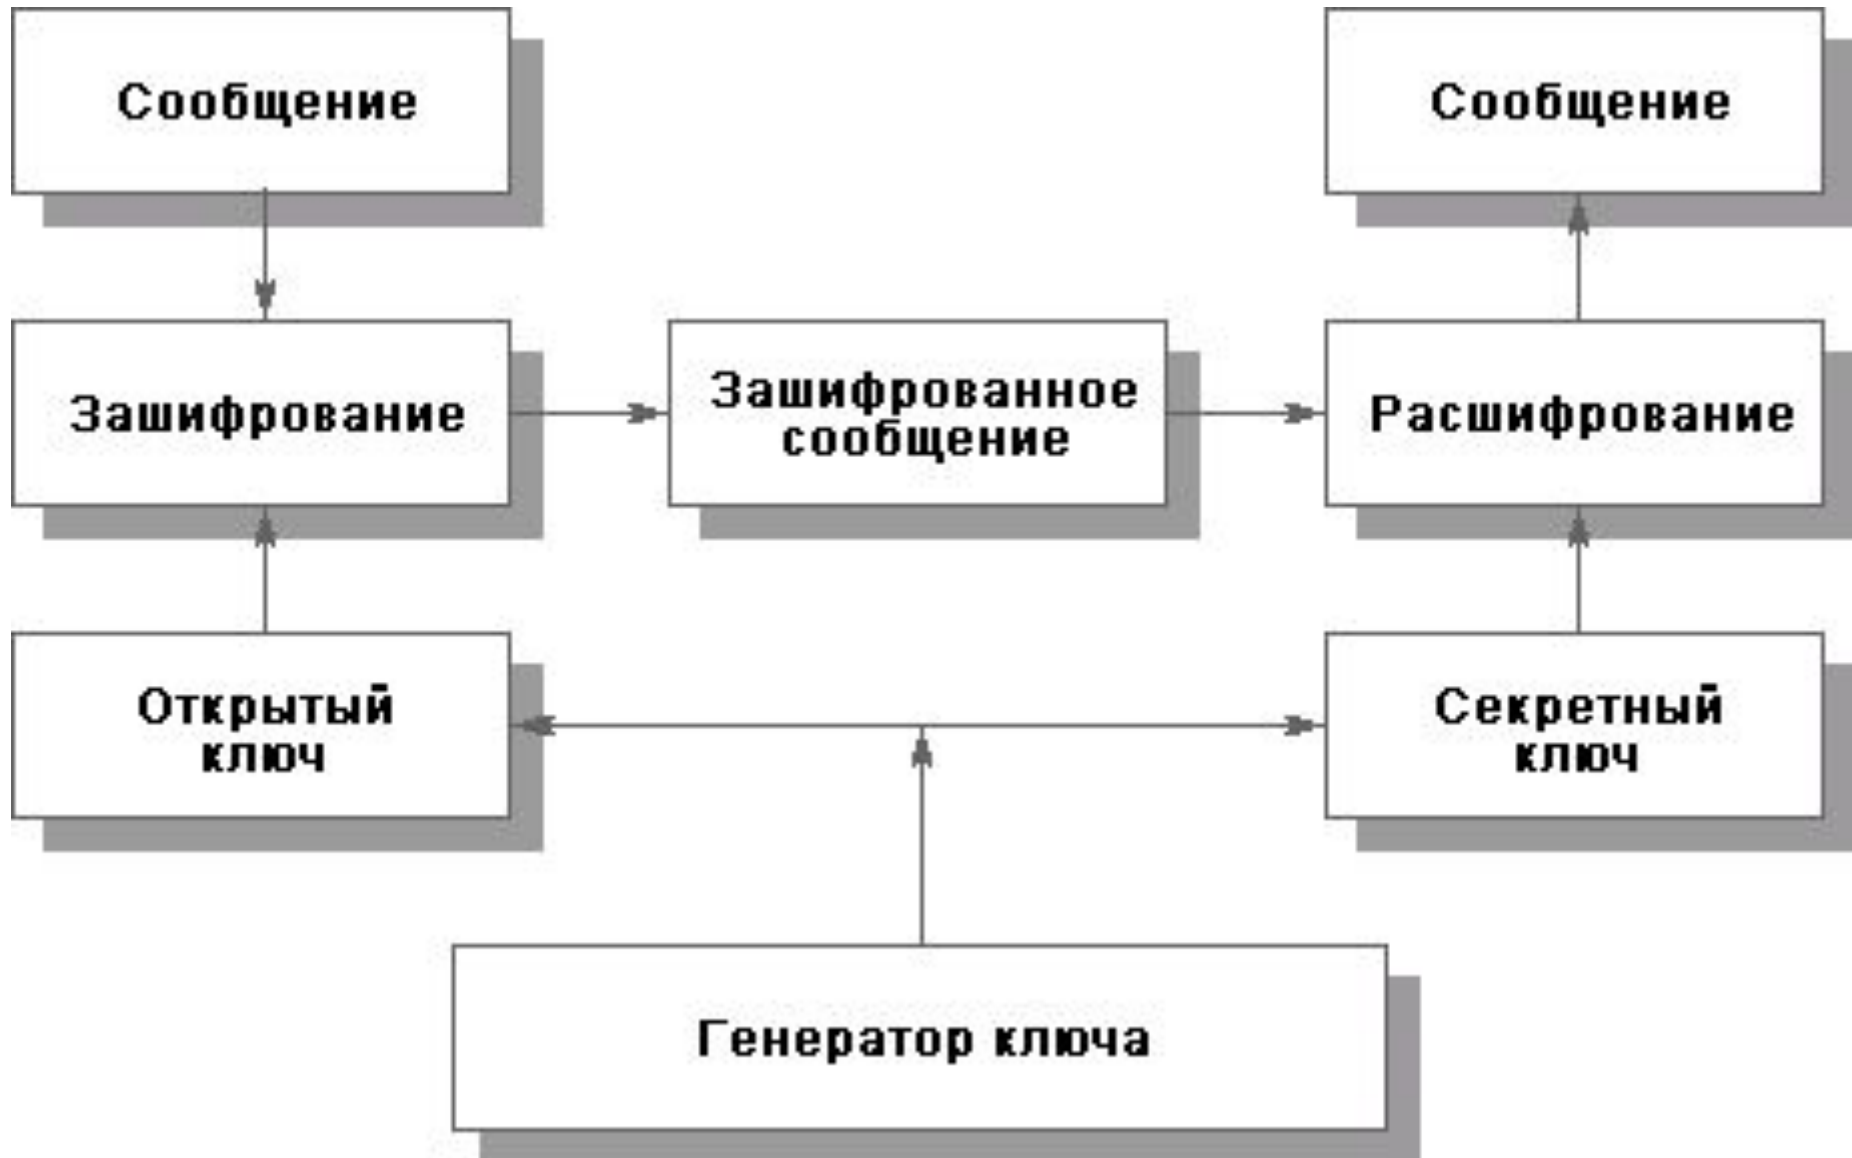 Сообщение
Сообщение
Зашифрование
Зашифрованное
сообщение
Расшифрование
Открытый
ключ
Секретный
ключ
Генератор ключа